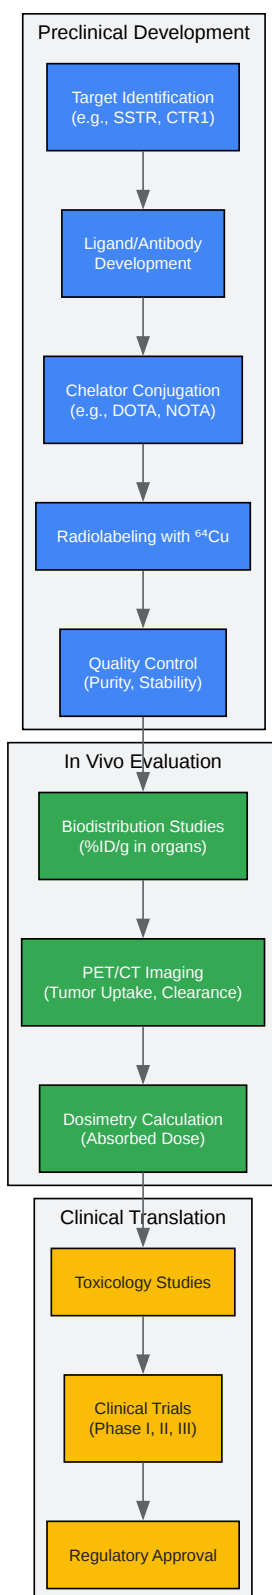 Preclinical Development
Target Identification
(e.g., SSTR, CTR1)
Ligand/Antibody
Development
Chelator Conjugation
(e.g., DOTA, NOTA)
Radiolabeling with ⁶⁴Cu
Quality Control
(Purity, Stability)
In Vivo Evaluation
Biodistribution Studies
(%ID/g in organs)
PET/CT Imaging
(Tumor Uptake, Clearance)
Dosimetry Calculation
(Absorbed Dose)
Clinical Translation
Toxicology Studies
Clinical Trials
(Phase I, II, III)
Regulatory Approval